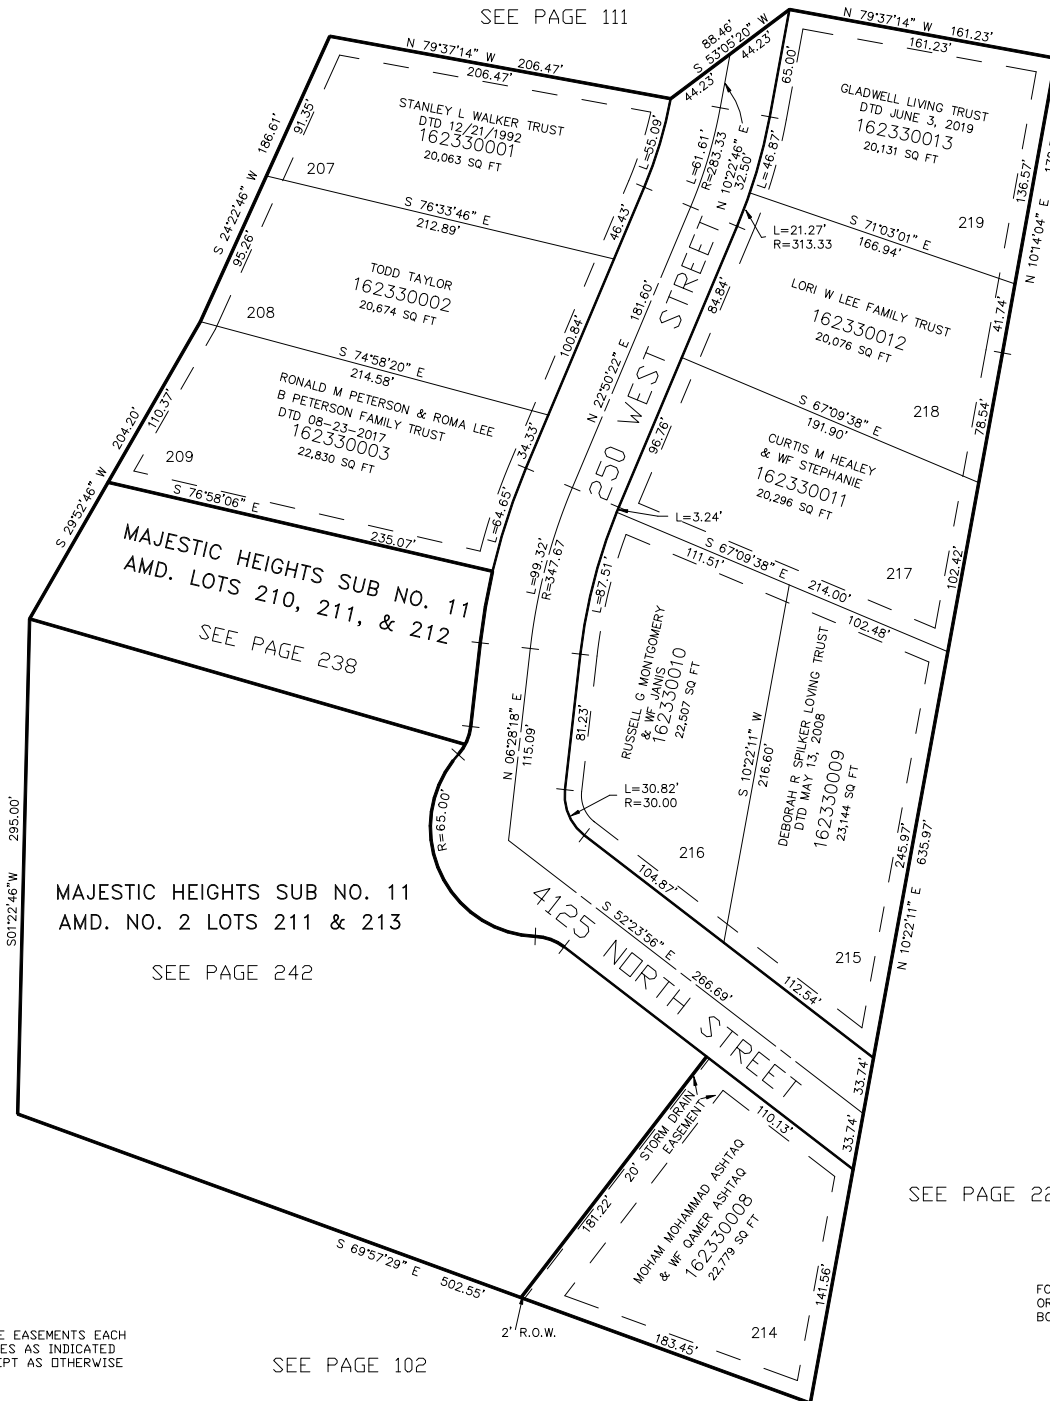 SEE PAGE 111
N 79°37'14" W 206.47'
206.47'
88.46'
S 53°05'20" W
44.23'
44.23'
N 79°37'14" W 161.23'
161.23'
STANLEY L WALKER TRUST
DTD 12/21/1992
162330001
20,063 SQ FT
207
186.61'
91.35'
S 24°22'46" W
95.26'
L=55.09'
46.43'
S 76°33'46" E
212.89'
TODD TAYLOR
162330002
20,674 SQ FT
208
100.84'
S 74°58'20" E
214.58'
RONALD M PETERSON & ROMA LEE
B PETERSON FAMILY TRUST
DTD 08-23-2017
162330003
22,830 SQ FT
209
110.37'
204.20'
S 29°52'46" W
34.33'
L=64.65'
S 76°58'06" E
235.07'
L=61.61'
R=283.33
N 10°22'46" E
32.50'
65.00'
L=46.87'
GLADWELL LIVING TRUST
DTD JUNE 3, 2019
162330013
20,131 SQ FT
219
136.57'
N 10°14'04" E
S 71°03'01" E
166.94'
L=21.27'
R=313.33
LORI W LEE FAMILY TRUST
162330012
20,076 SQ FT
218
84.84'
41.74'
78.54'
181.60'
N 22°50'22" E
250 WEST STREET
S 67°09'38" E
191.90'
CURTIS M HEALEY
& WF STEPHANIE
162330011
20,296 SQ FT
217
96.76'
102.42'
L=3.24'
S 67°09'38" E
214.00'
111.51'
102.48'
L=99.32'
R=347.67
L=87.51'
MAJESTIC HEIGHTS SUB NO. 11
AMD. LOTS 210, 211, & 212
SEE PAGE 238
RUSSELL G MONTGOMERY
& WF JANIS
162330010
22,507 SQ FT
216
81.23'
S 10°22'11" W
216.60'
DEBORAH R SPILKER LOVING TRUST
DTD MAY 13, 2008
162330009
23,144 SQ FT
215
245.97'
635.97'
N 10°22'11" E
N 06°28'18" E
115.09'
L=30.82'
R=30.00
R=65.00'
104.87'
112.54'
S 52°23'56" E
266.69'
4125 NORTH STREET
33.74'
33.74'
295.00'
S01°22'46"W
MAJESTIC HEIGHTS SUB NO. 11
AMD. NO. 2 LOTS 211 & 213
SEE PAGE 242
110.13'
20' STORM DRAIN
EASEMENT
181.22'
MOHAM MOHAMMAD ASHTAQ
& WF QAMER ASHTAQ
162330008
22,779 SQ FT
214
141.56'
183.45'
S 69°57'29" E 502.55'
2' R.O.W.
SEE PAGE 22
SEE PAGE 102
E EASEMENTS EACH
ES AS INDICATED
EPT AS OTHERWISE
FO
OR
BO